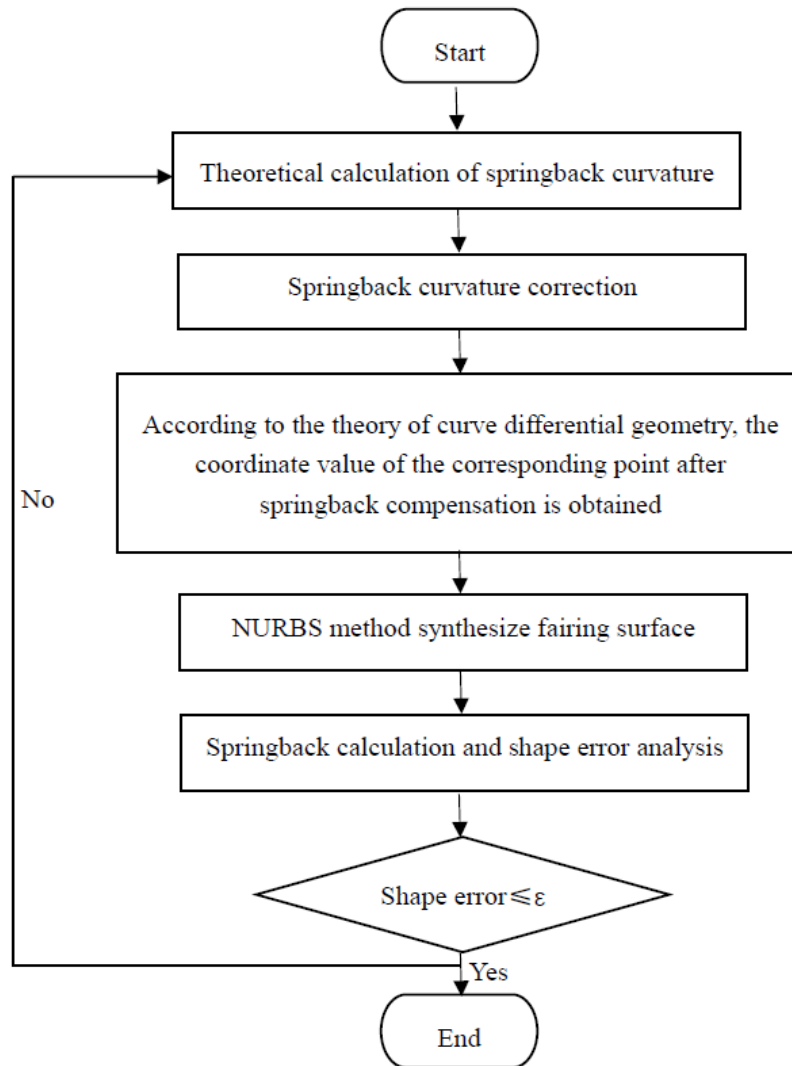 Start
Theoretical calculation of springback curvature
Springback curvature correction
According to the theory of curve differential geometry, the
coordinate value of the corresponding point after
springback compensation is obtained
No
NURBS method synthesize fairing surface
Springback calculation and shape error analysis
Shape error≤ε
Yes
End